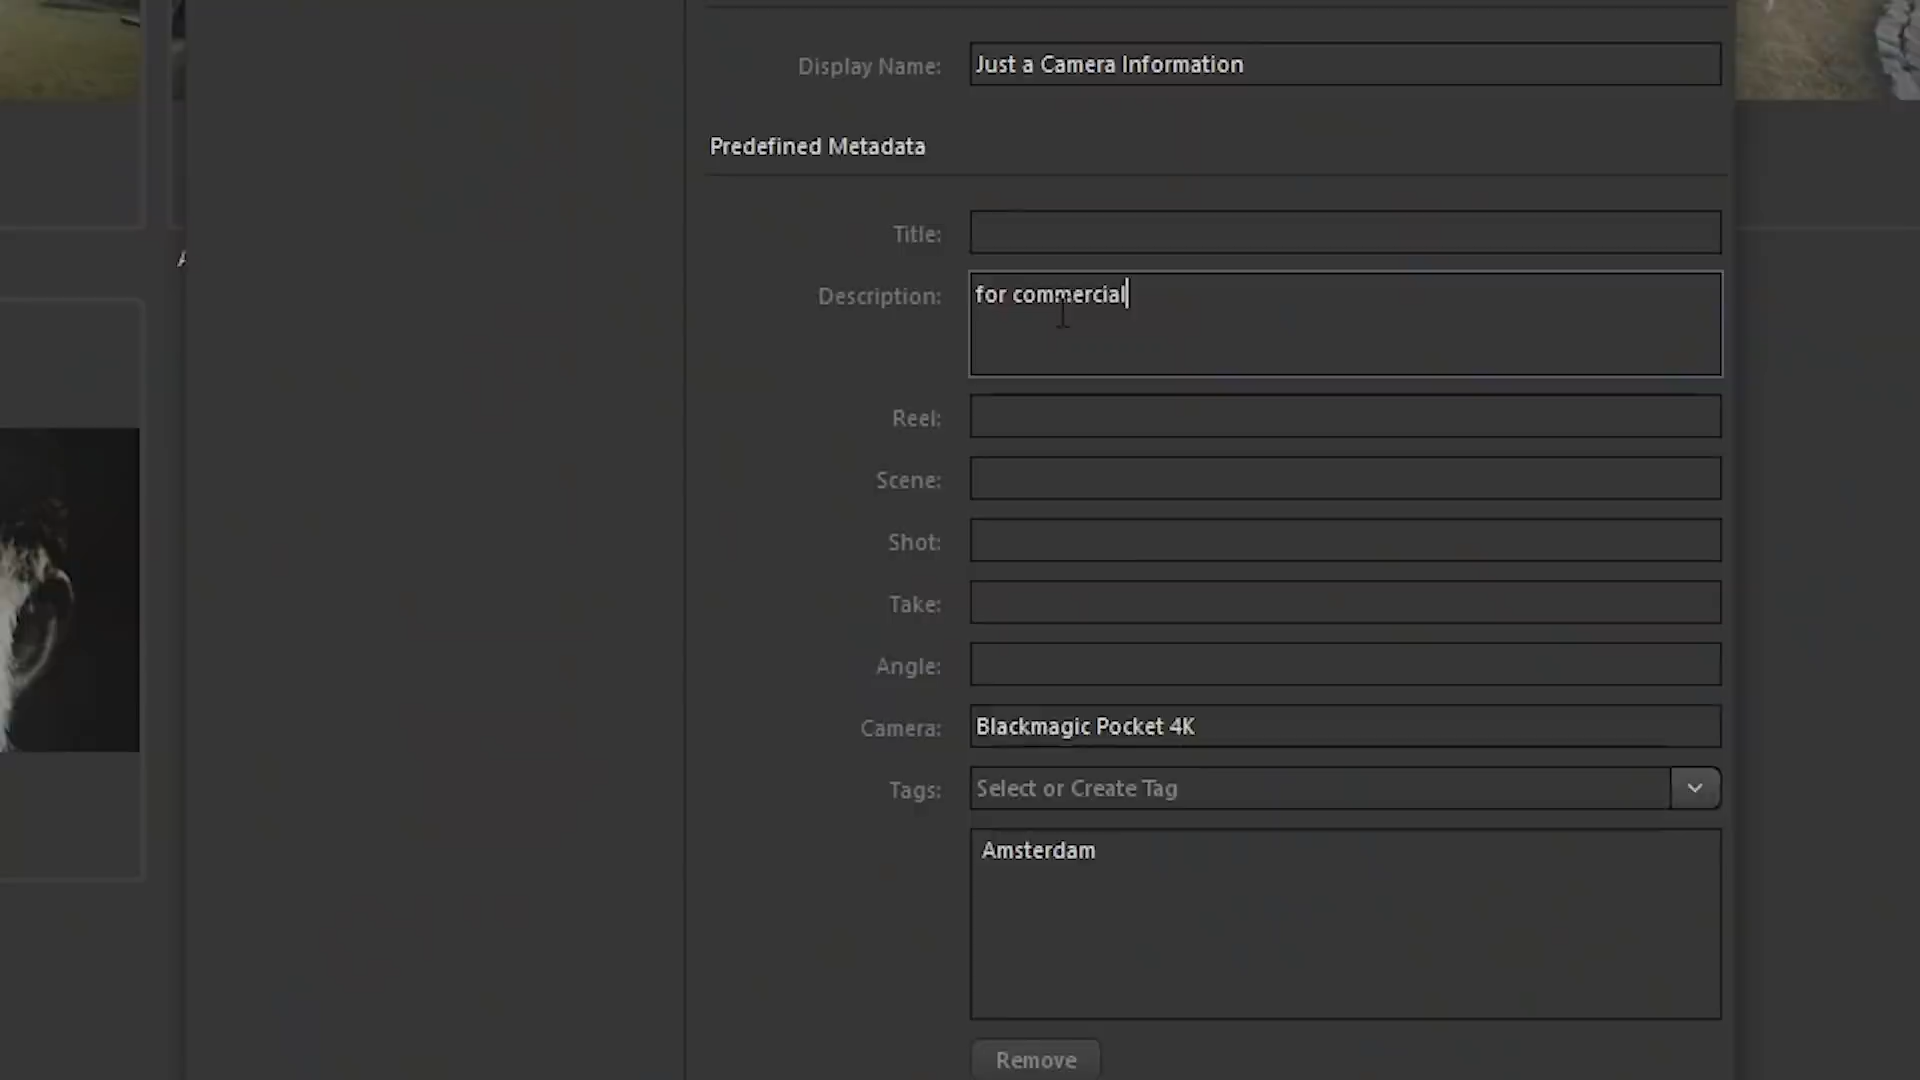 Display Name: Just a Camera Information
Predefined Metadata
Title:
Description: for commercial
Reel:
Scene:
Shot:
Take:
Angle:
Camera: Blackmagic Pocket 4K
Tags: Select or Create Tag
Amsterdam
Remove